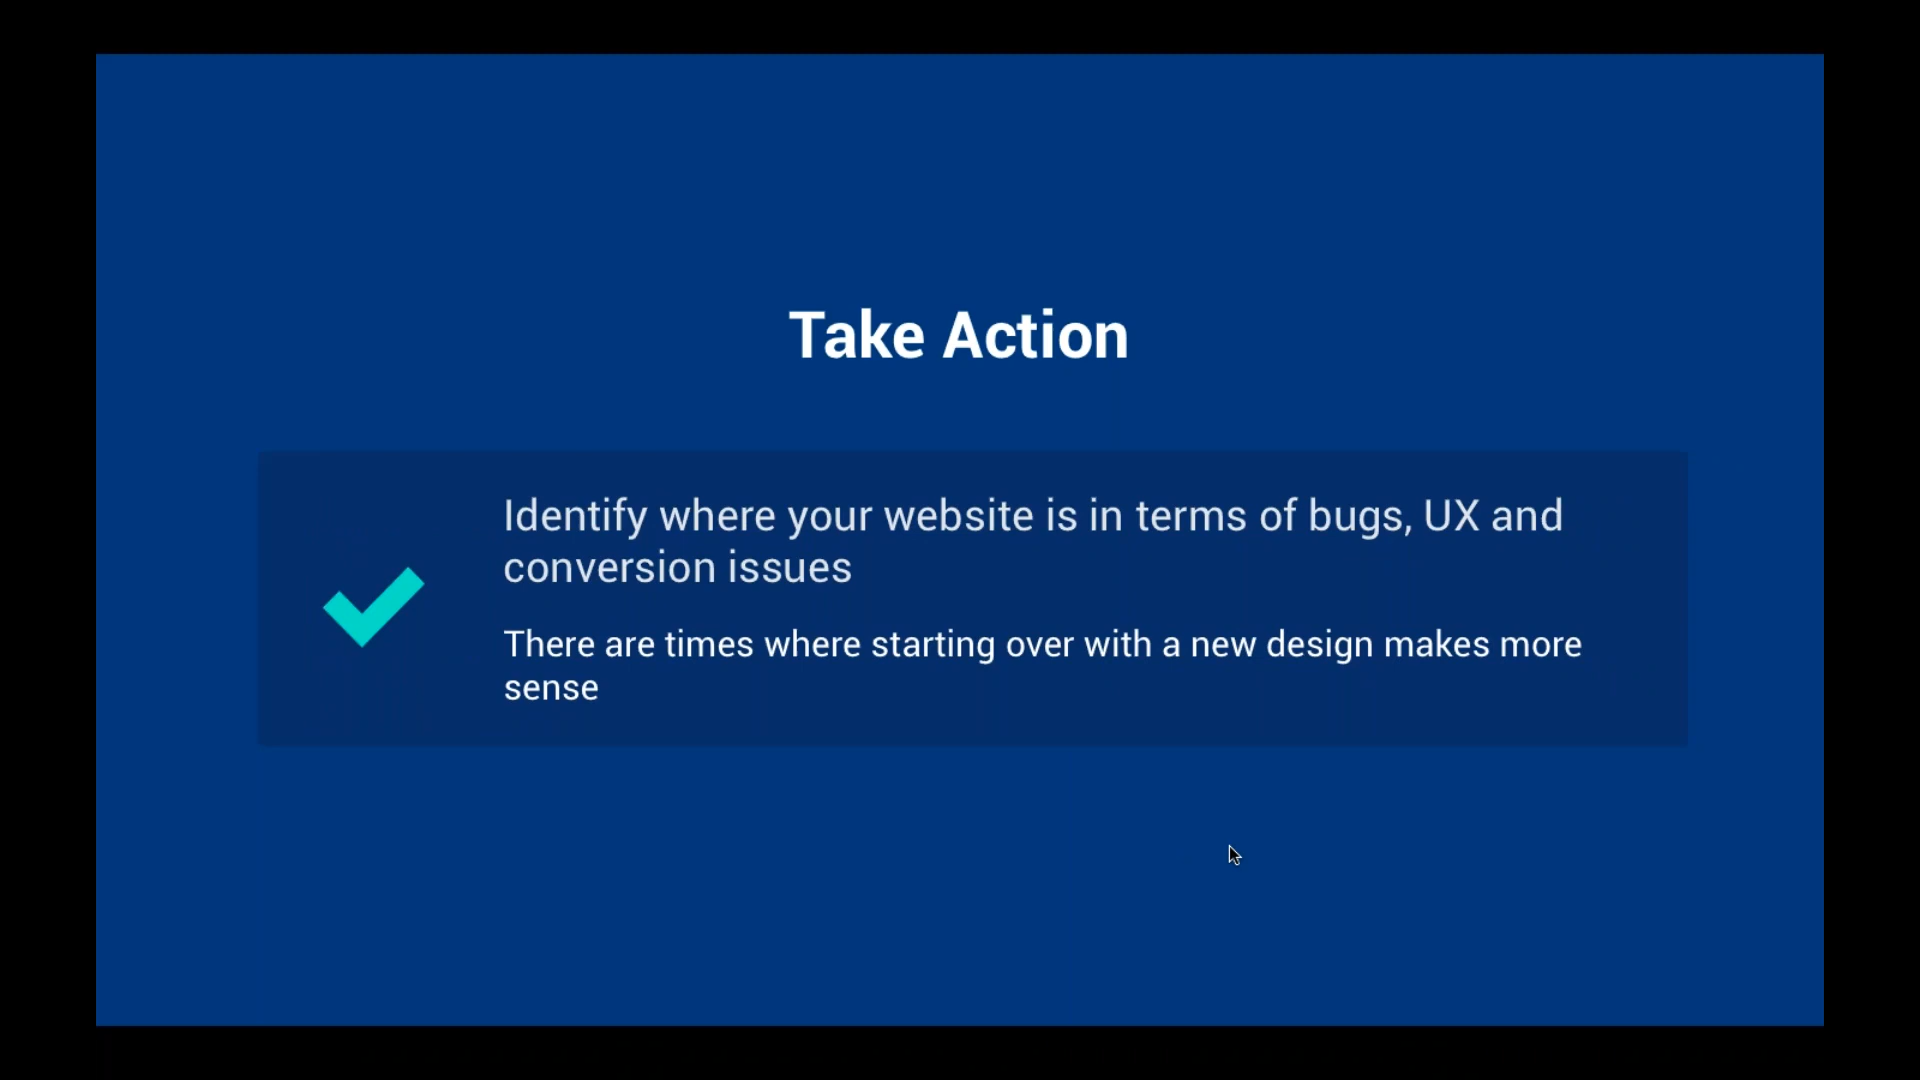 Take Action
Identify where your website is in terms of bugs, UX and
conversion issues
There are times where starting over with a new design makes more
sense